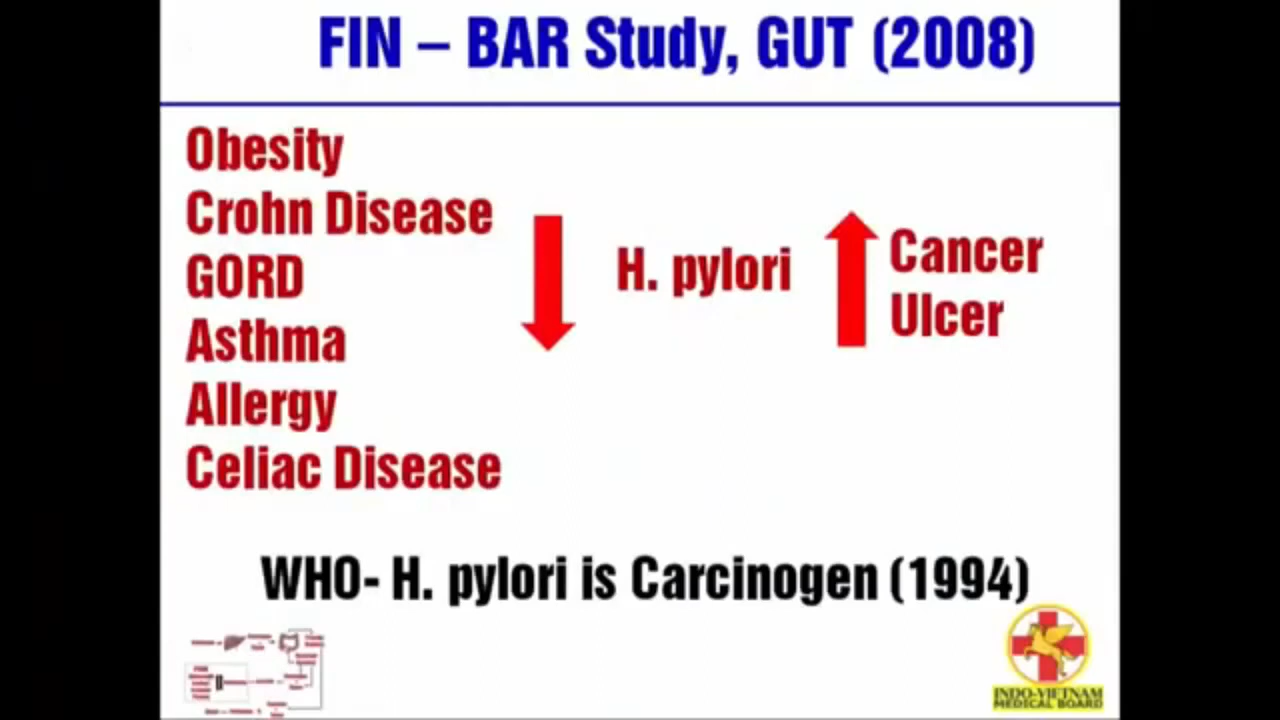 FIN – BAR Study, GUT (2008)
Obesity
Crohn Disease
GORD
Asthma
Allergy
Celiac Disease
H. pylori
Cancer
Ulcer
WHO- H. pylori is Carcinogen (1994)
INDO-VIETNAM
MEDICAL BOARD